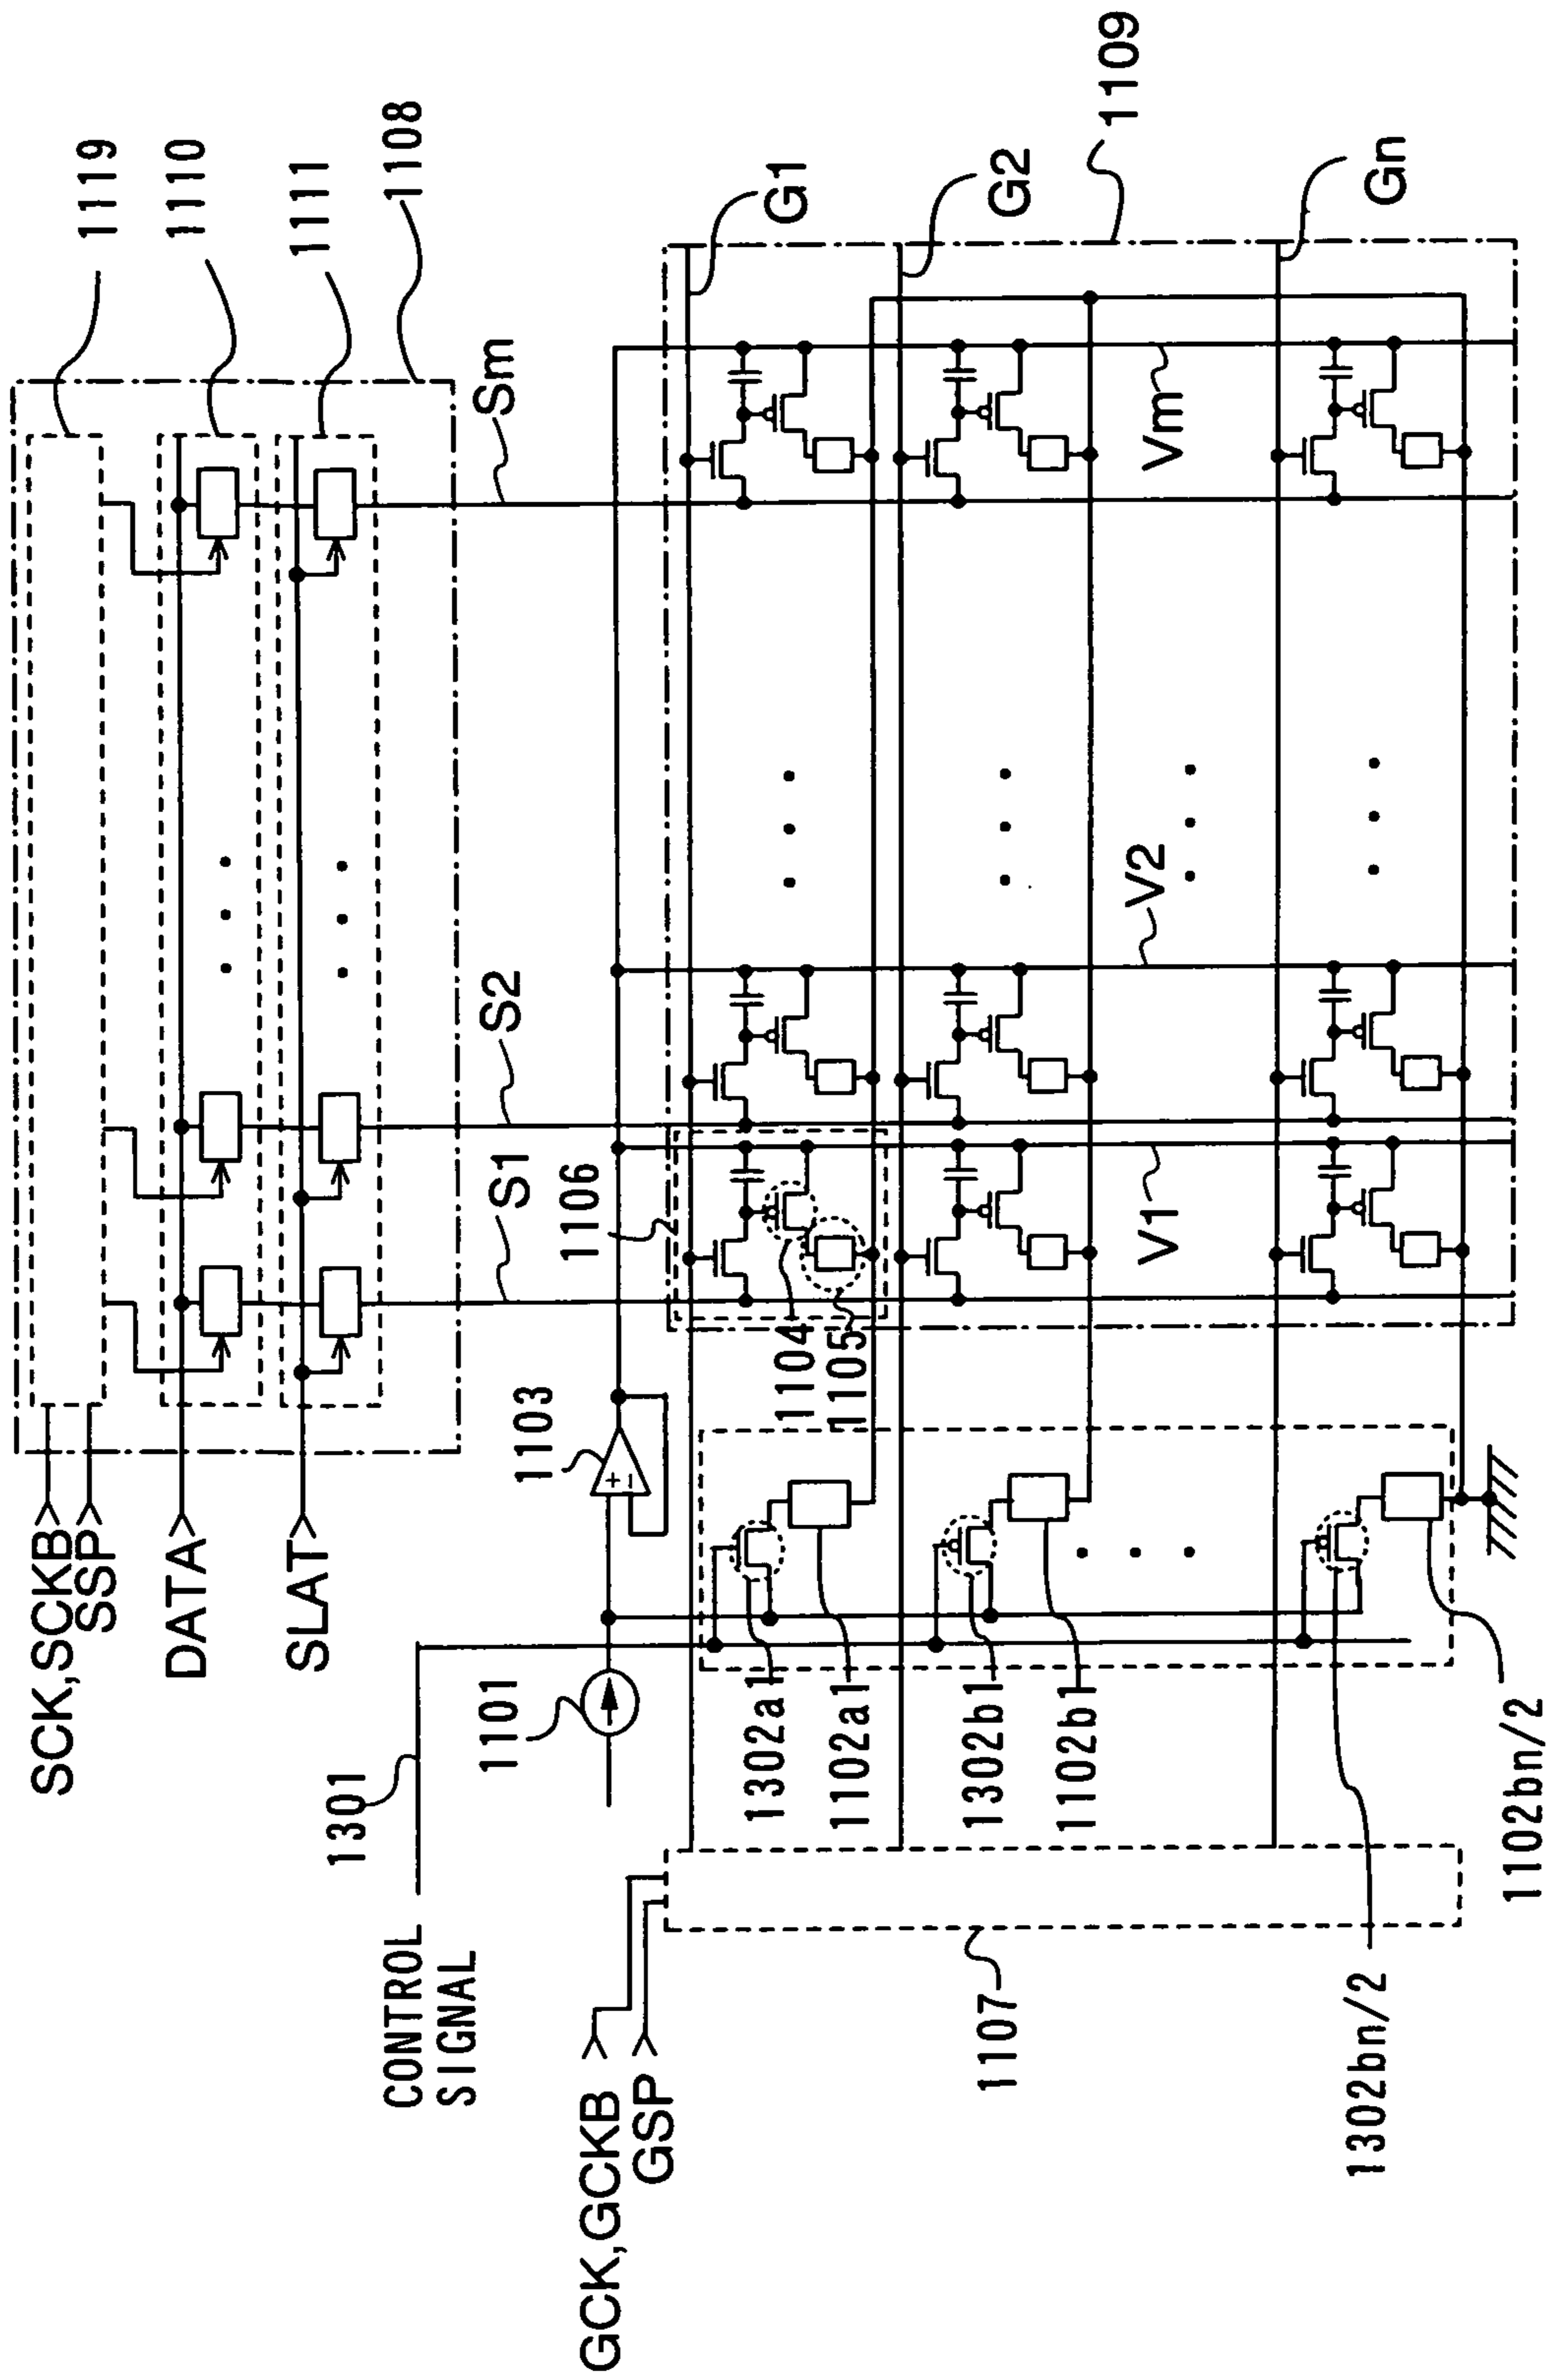 1119
1110
1111
1108
SCK,SCKB
SSP
DATA
SLAT
Sm
S2
S1
1301
CONTROL
SIGNAL
1101
1103
1106
GCK,GCKB
GSP
G1
G2
1109
Gn
1104
1105
Vm
V2
V1
1302a1
1102a1
1302b1
1102b1
1107
1302bn/2
1102bn/2
+
−